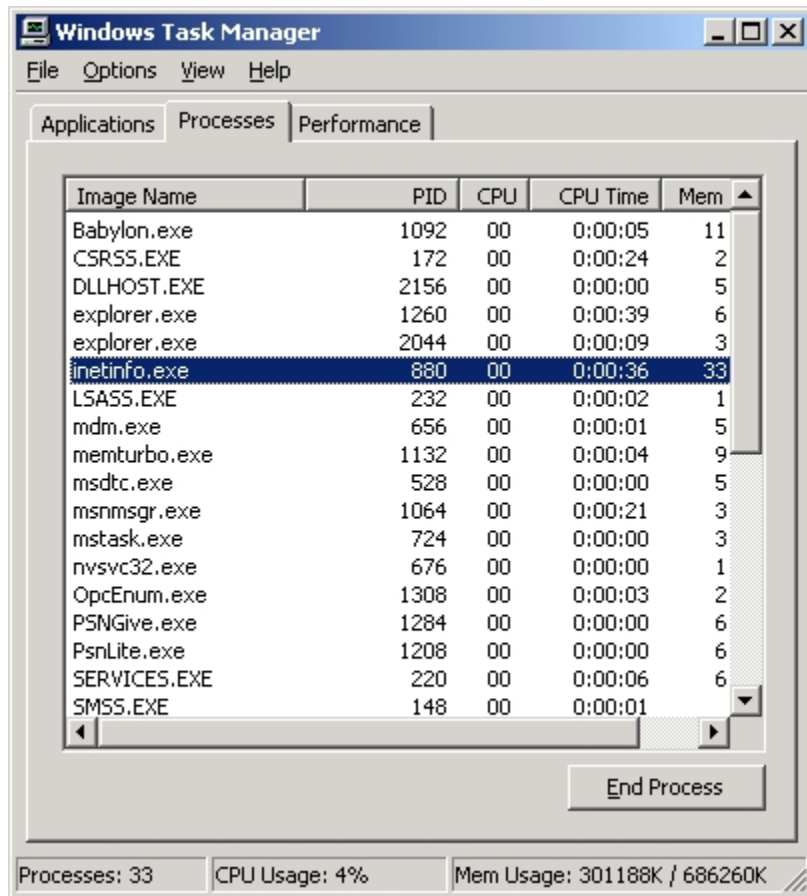 Windows Task Manager
File Options View Help
Applications Processes Performance
Image Name PID CPU CPU Time Mem
Babylon.exe 1092 00 0:00:05 11
CSRSS.EXE 172 00 0:00:24 2
DLLHOST.EXE 2156 00 0:00:00 5
explorer.exe 1260 00 0:00:39 6
explorer.exe 2044 00 0:00:09 3
inetinfo.exe 880 00 0:00:36 33
LSASS.EXE 232 00 0:00:02 1
mdm.exe 656 00 0:00:01 5
memturbo.exe 1132 00 0:00:04 9
msdtc.exe 528 00 0:00:00 5
msnmsgr.exe 1064 00 0:00:21 3
mstask.exe 724 00 0:00:00 3
nvsvc32.exe 676 00 0:00:00 1
OpcEnum.exe 1308 00 0:00:03 2
PSNGive.exe 1284 00 0:00:00 6
PsnLite.exe 1208 00 0:00:00 6
SERVICES.EXE 220 00 0:00:06 6
SMSS.EXE 148 00 0:00:01
End Process
Processes: 33 CPU Usage: 4% Mem Usage: 301188K / 686260K